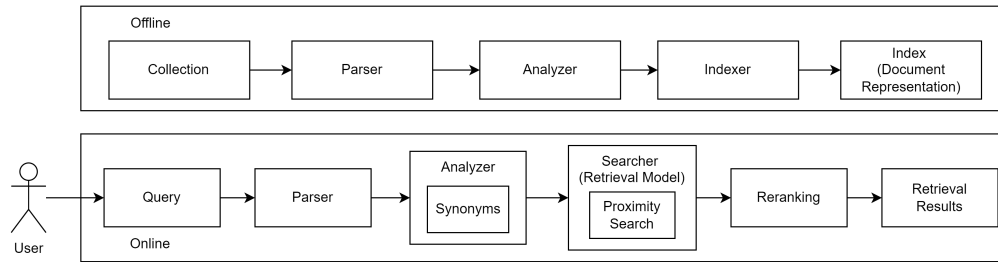 Offline
Collection
Parser
Analyzer
Indexer
Index
(Document
Representation)
User
Query
Parser
Analyzer
Synonyms
Searcher
(Retrieval Model)
Proximity
Search
Reranking
Retrieval
Results
Online